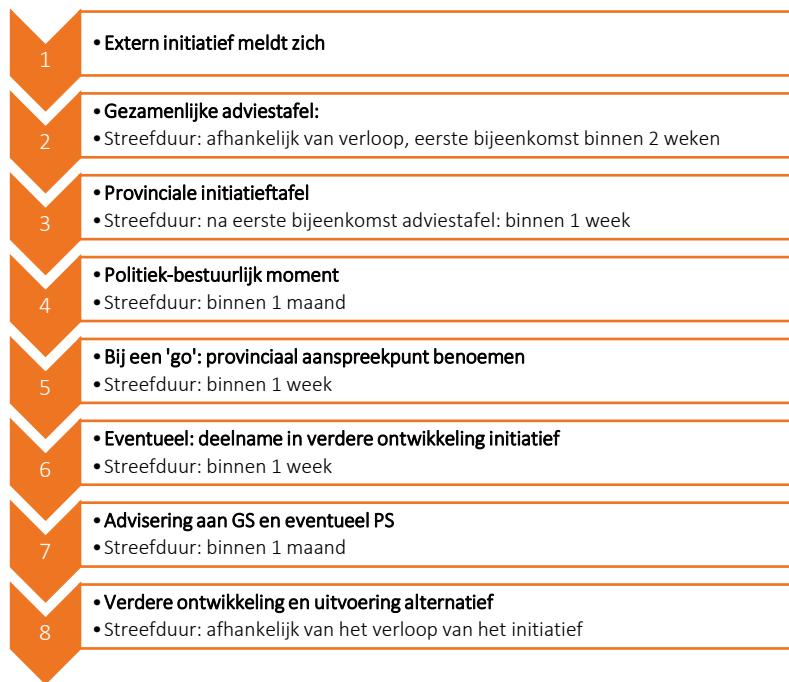 1
• Extern initiatief meldt zich
2
• Gezamenlijke adviestafel:
• Streefduur: afhankelijk van verloop, eerste bijeenkomst binnen 2 weken
3
• Provinciale initiatieftafel
• Streefduur: na eerste bijeenkomst adviestafel: binnen 1 week
4
• Politiek-bestuurlijk moment
• Streefduur: binnen 1 maand
5
• Bij een 'go': provinciaal aanspreekpunt benoemen
• Streefduur: binnen 1 week
6
• Eventueel: deelname in verdere ontwikkeling initiatief
• Streefduur: binnen 1 week
7
• Advisering aan GS en eventueel PS
• Streefduur: binnen 1 maand
8
• Verdere ontwikkeling en uitvoering alternatief
• Streefduur: afhankelijk van het verloop van het initiatief